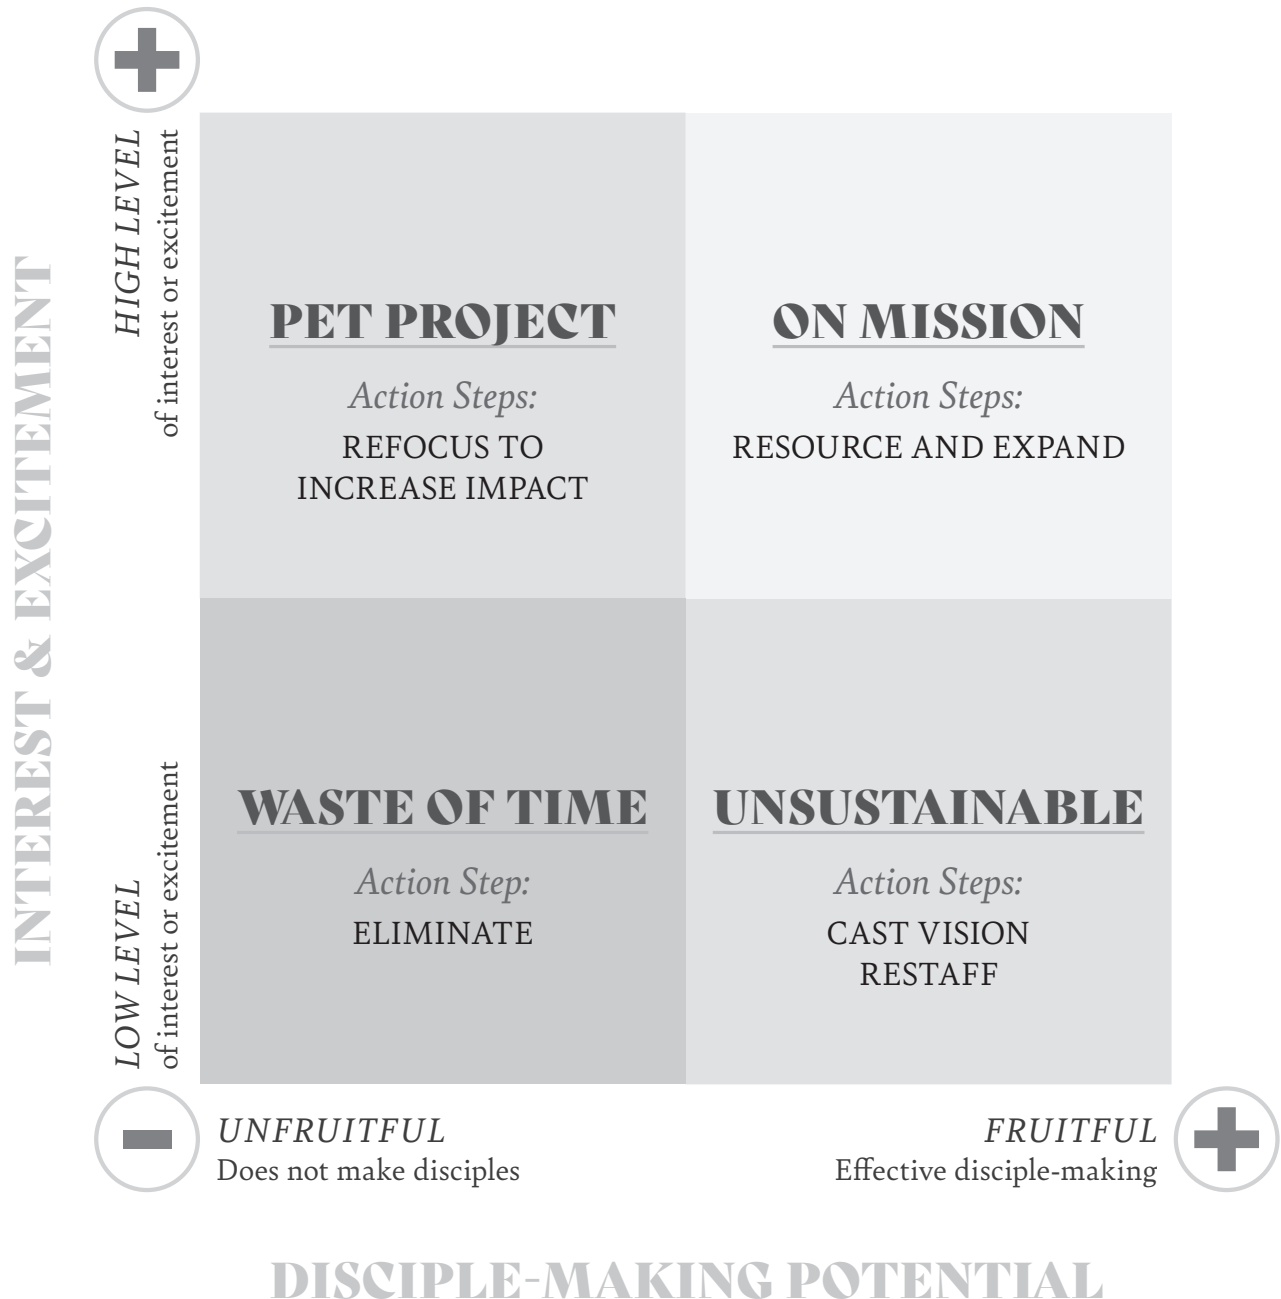 INTEREST & EXCITEMENT
HIGH LEVEL
of interest or excitement
PET PROJECT
Action Steps:
REFOCUS TO
INCREASE IMPACT
ON MISSION
Action Steps:
RESOURCE AND EXPAND
LOW LEVEL
of interest or excitement
WASTE OF TIME
Action Step:
ELIMINATE
UNSUSTAINABLE
Action Steps:
CAST VISION
RESTAFF
UNFRUITFUL
Does not make disciples
FRUITFUL
Effective disciple-making
DISCIPLE-MAKING POTENTIAL